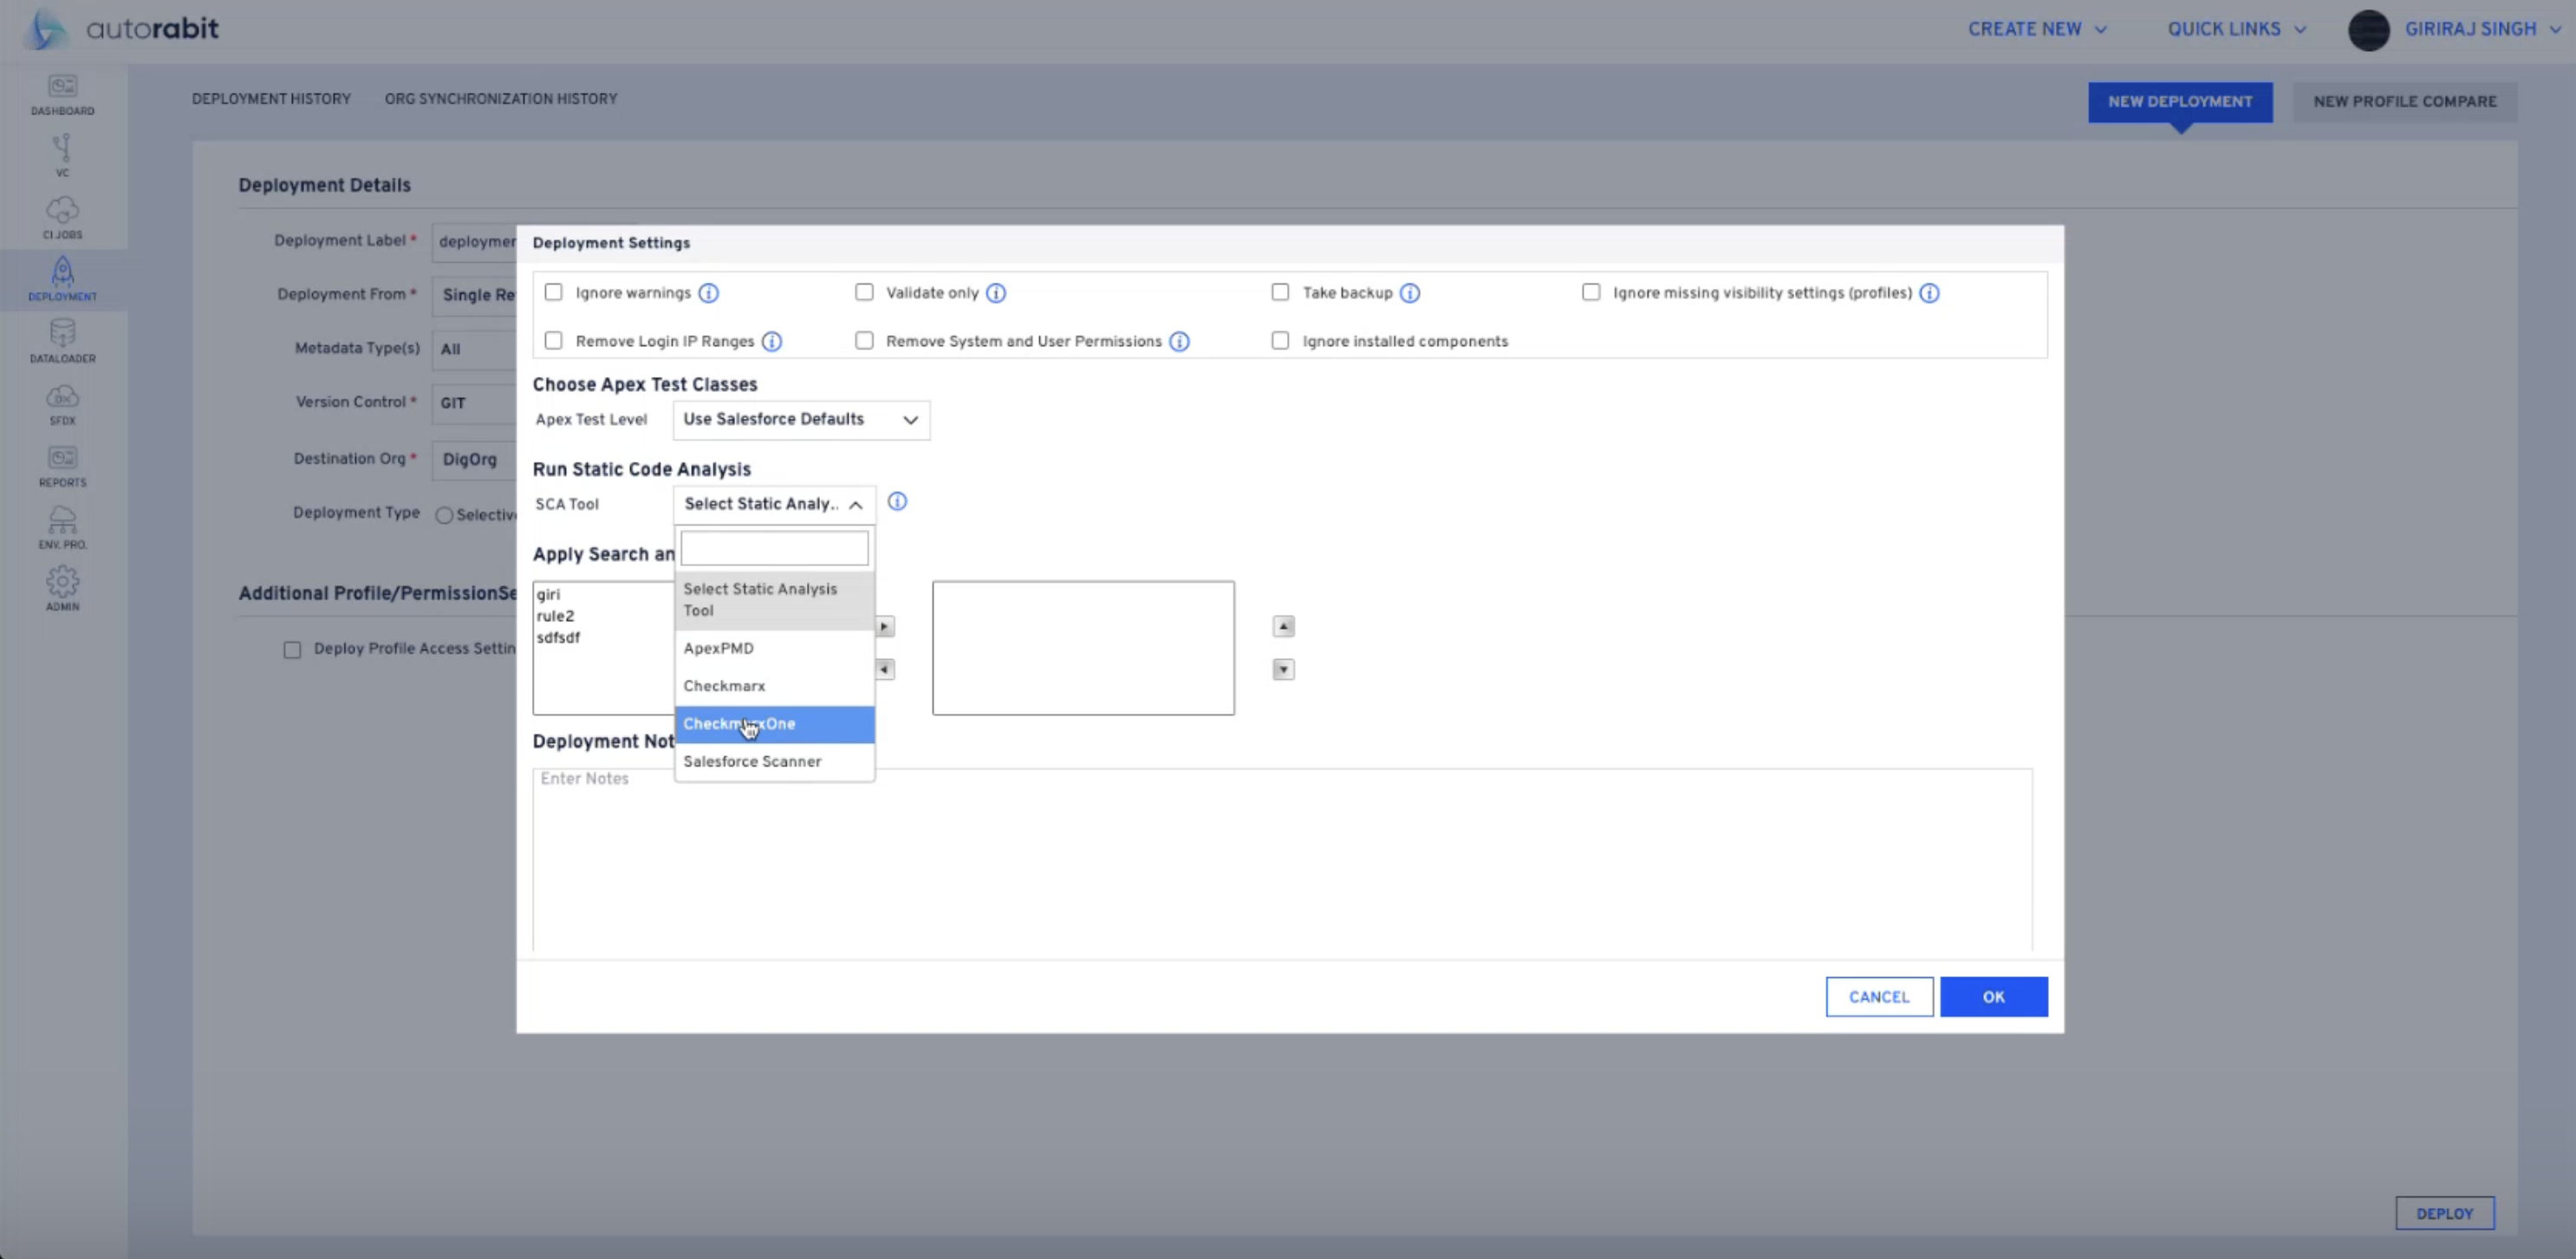 autorabit
CREATE NEW
QUICK LINKS
GIRIRAJ SINGH
DASHBOARD
VC
CI JOBS
DEPLOYMENT
DATALOADER
DX
SFDX
REPORTS
ENV. PRO.
ADMIN
DEPLOYMENT HISTORY
ORG SYNCHRONIZATION HISTORY
NEW DEPLOYMENT
NEW PROFILE COMPARE
Deployment Details
Deployment Label *
deploymer
Deployment From *
Single Re
Metadata Type(s)
All
Version Control *
GIT
Destination Org *
DigOrg
Deployment Type
Selectiv
Additional Profile/PermissionSe
Deploy Profile Access Settin
Deployment Settings
Ignore warnings
Validate only
Take backup
Ignore missing visibility settings (profiles)
Remove Login IP Ranges
Remove System and User Permissions
Ignore installed components
Choose Apex Test Classes
Apex Test Level
Use Salesforce Defaults
Run Static Code Analysis
SCA Tool
Select Static Analy..
Select Static Analysis
Tool
ApexPMD
Checkmarx
CheckmarxOne
Salesforce Scanner
Apply Search an
giri
rule2
sdfsdf
Deployment Not
Enter Notes
CANCEL
OK
DEPLOY